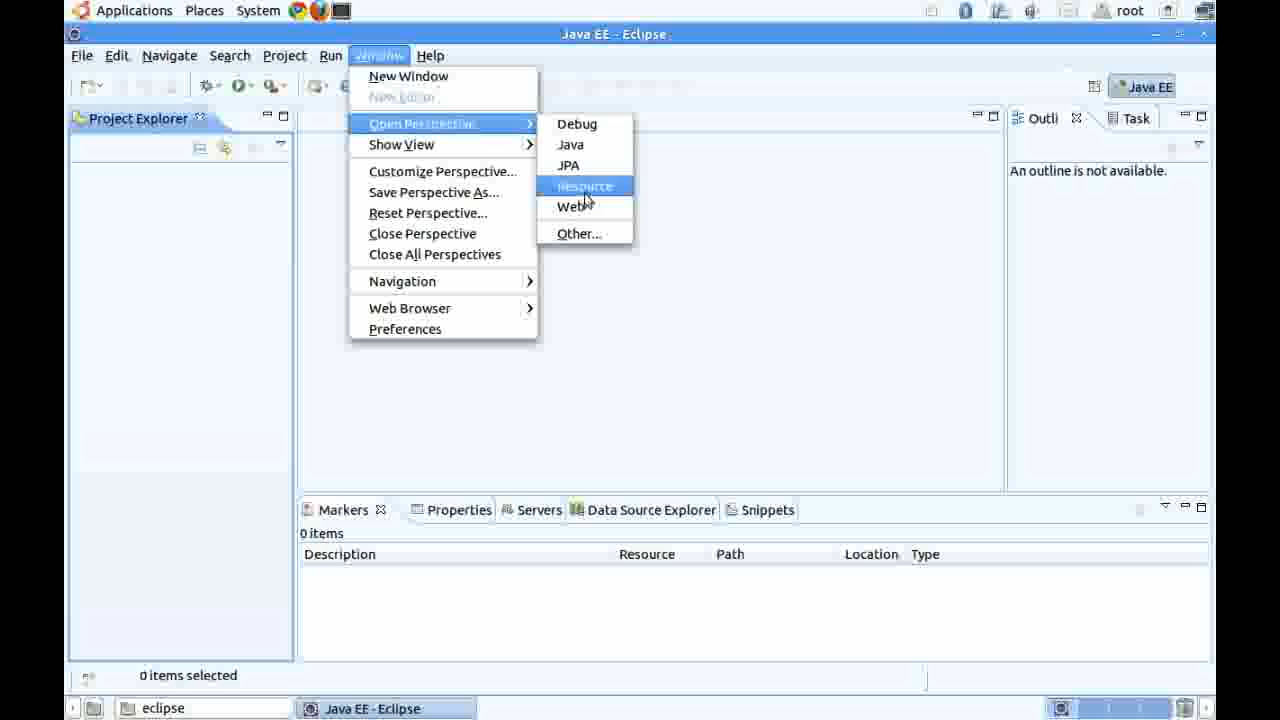 Applications Places System root
Java EE - Eclipse
File Edit Navigate Search Project Run Window Help
New Window
New Editor
Open Perspective
Show View
Customize Perspective...
Save Perspective As...
Reset Perspective...
Close Perspective
Close All Perspectives
Navigation
Web Browser
Preferences
Debug
Java
JPA
Resource
Web
Other...
Java EE
Project Explorer
Outli Task
An outline is not available.
Markers Properties Servers Data Source Explorer Snippets
0 items
Description Resource Path Location Type
0 items selected
eclipse Java EE - Eclipse